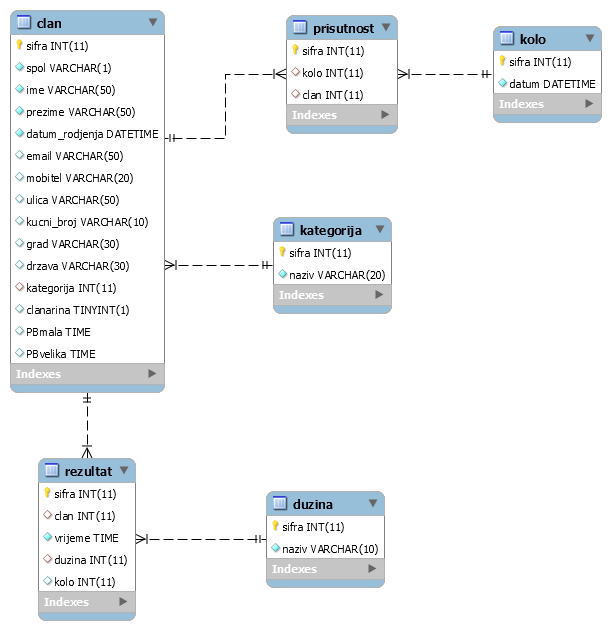 clan
sifra INT(11)
spol VARCHAR(1)
ime VARCHAR(50)
prezime VARCHAR(50)
datum_rodjenja DATETIME
email VARCHAR(50)
mobitel VARCHAR(20)
ulica VARCHAR(50)
kucni_broj VARCHAR(10)
grad VARCHAR(30)
drzava VARCHAR(30)
kategorija INT(11)
clanarina TINYINT(1)
PBmala TIME
PBvelika TIME
Indexes
prisutnost
sifra INT(11)
kolo INT(11)
clan INT(11)
Indexes
kolo
sifra INT(11)
datum DATETIME
Indexes
kategorija
sifra INT(11)
naziv VARCHAR(20)
Indexes
rezultat
sifra INT(11)
clan INT(11)
vrijeme TIME
duzina INT(11)
kolo INT(11)
Indexes
duzina
sifra INT(11)
naziv VARCHAR(10)
Indexes